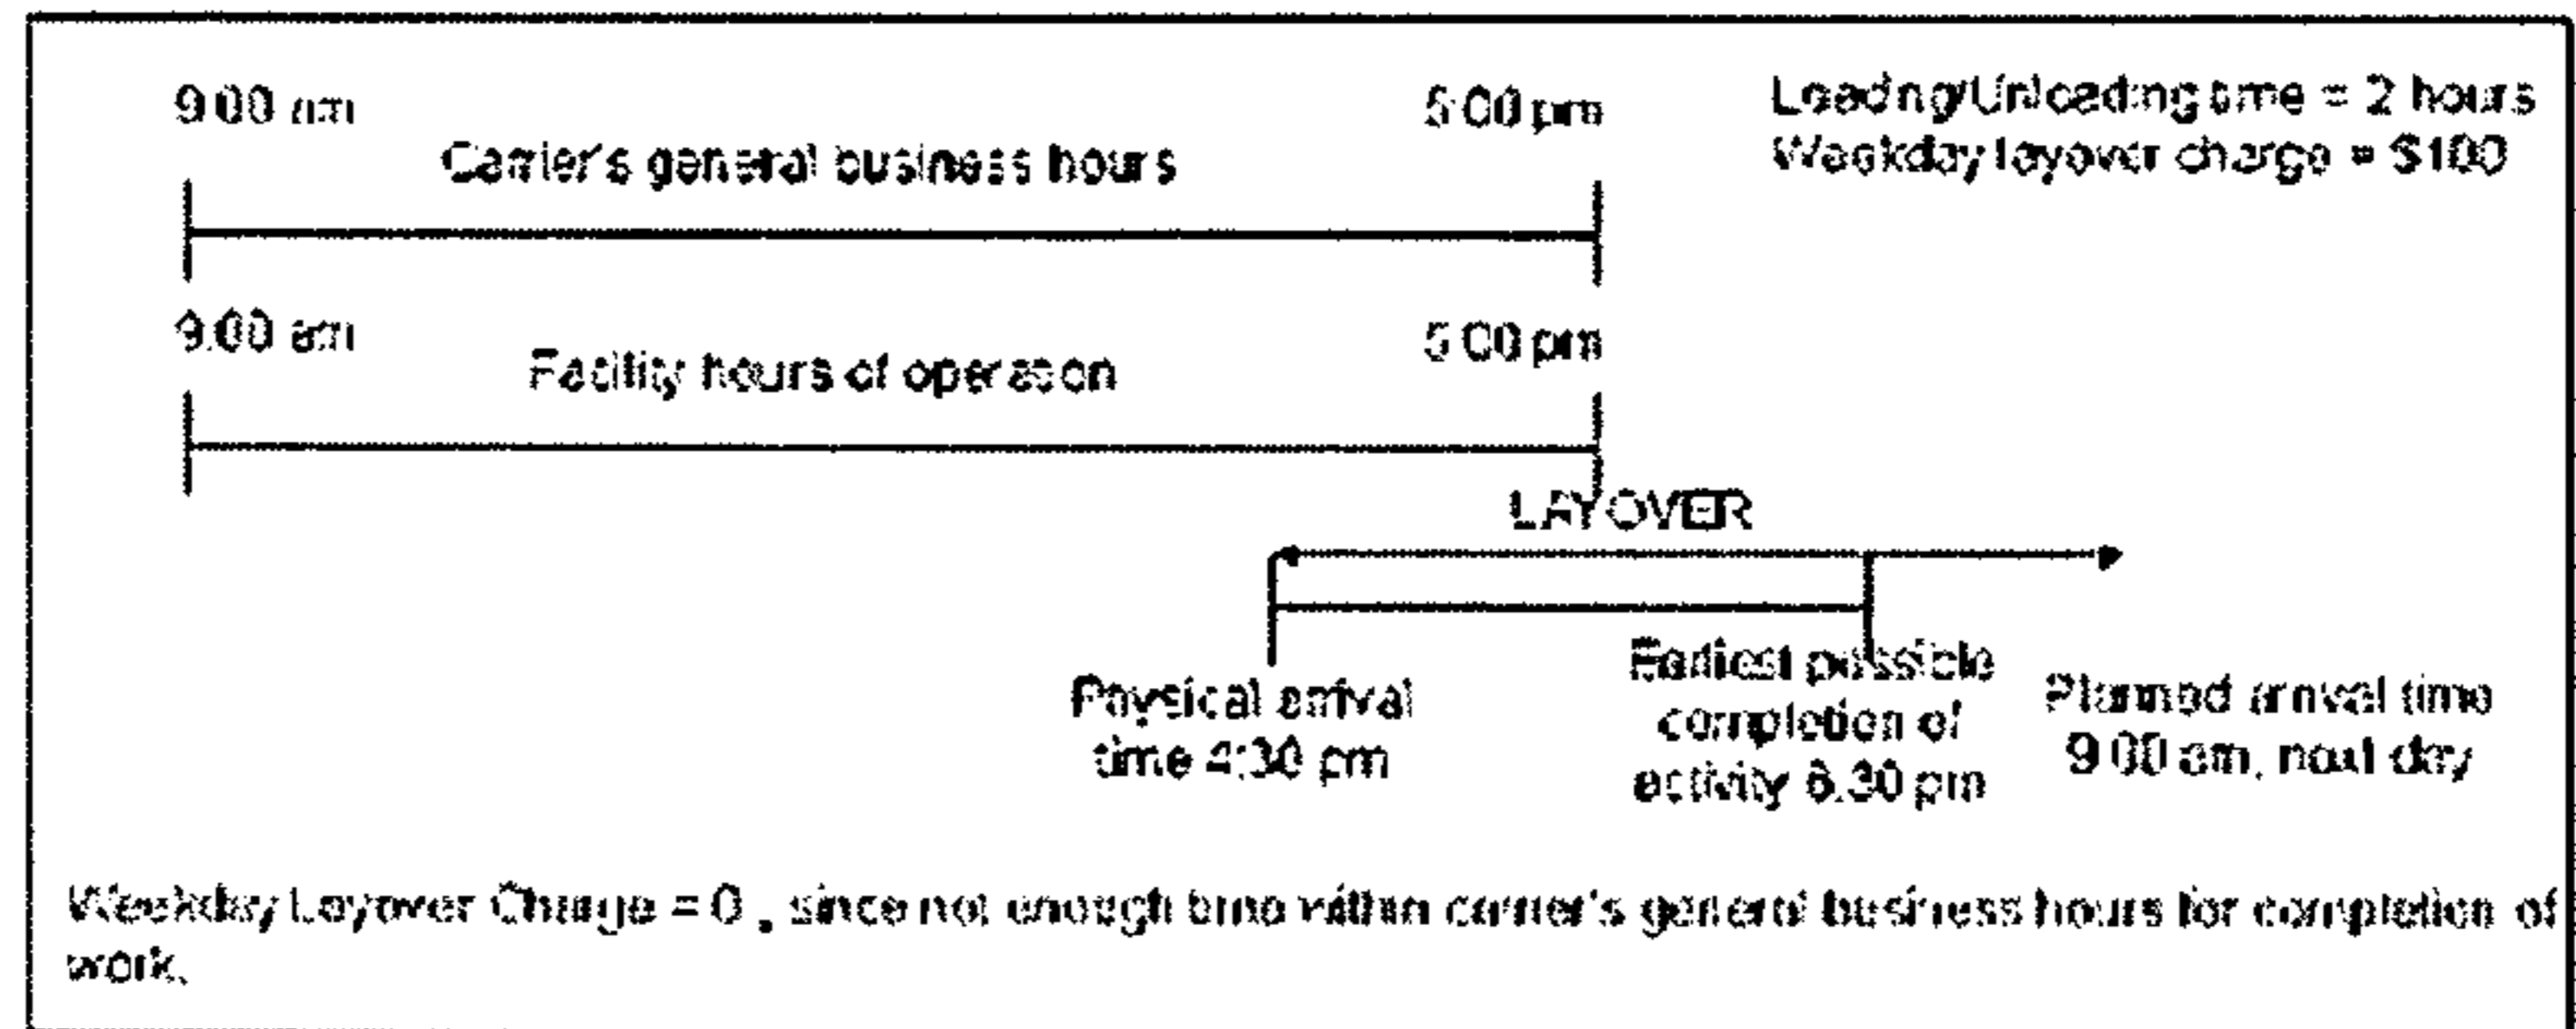 9:00 am
5:00 pm
Loading/Unloading time = 2 hours
Carrier's general business hours
Weekday layover charge = $100
9:00 am
5:00 pm
Facility hours of operation
LAYOVER
Physical arrival
time 4:30 pm
Earliest possible
completion of
activity 6:30 pm
Planned arrival time
9:00 am, next day
Weekday Layover Charge = 0, since not enough time within carrier's general business hours for completion of
work.